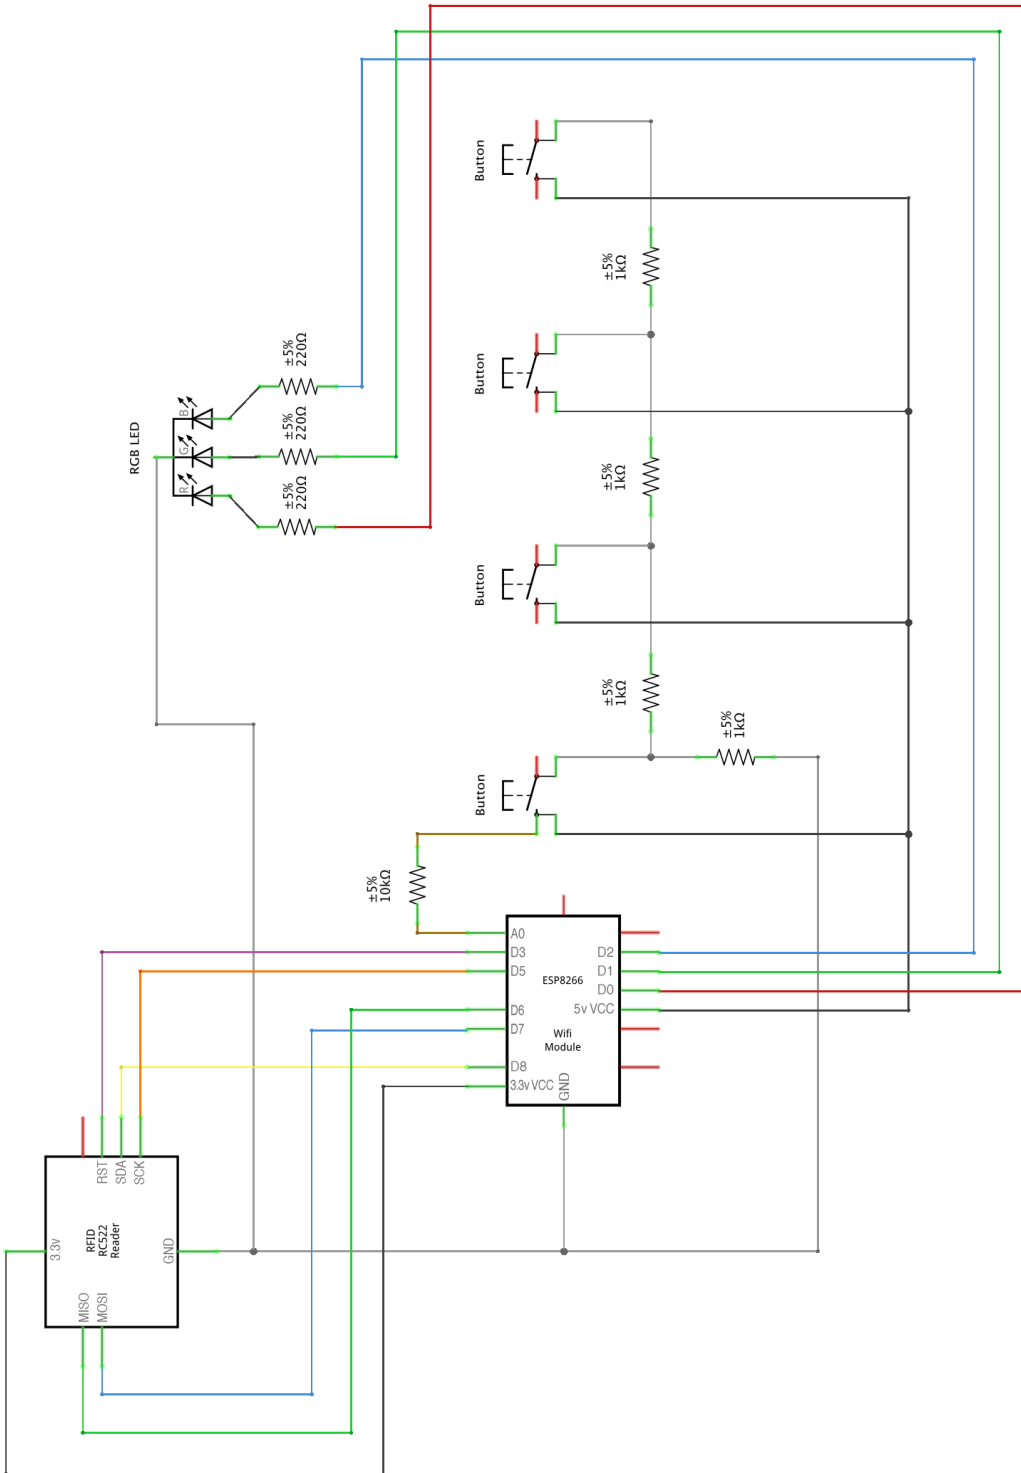 Button
±5%
1kΩ
±5%
220Ω
Button
B
±5%
220Ω
RGB LED
G
±5%
1kΩ
R
±5%
220Ω
Button
±5%
1kΩ
±5%
1kΩ
Button
±5%
10kΩ
A0
D3
D5
D6
D7
D8
3.3v VCC
ESP8266
Wifi
Module
D2
D1
D0
5v VCC
GND
RST
SDA
SCK
3.3v
RFID
RC522
Reader
GND
MISO
MOSI